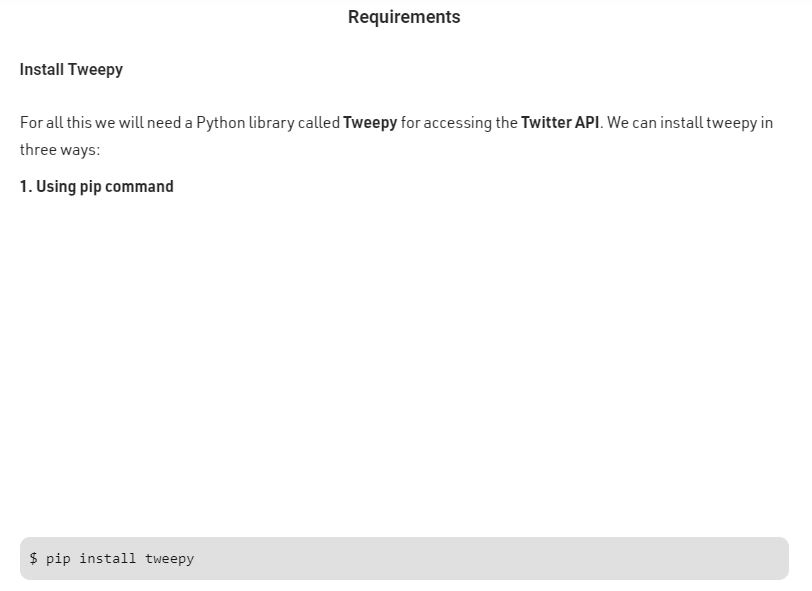 Requirements
Install Tweepy
For all this we will need a Python library called Tweepy for accessing the Twitter API. We can install tweepy in
three ways:
1. Using pip command
$ pip install tweepy